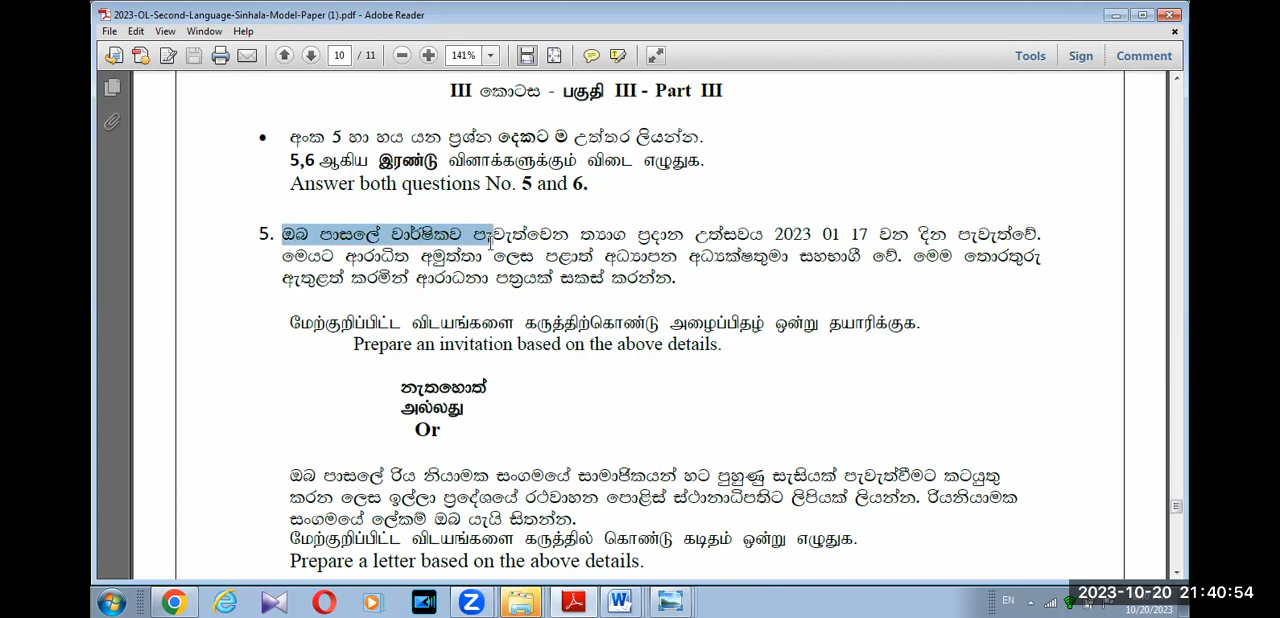 2023-OL-Second-Language-Sinhala-Model-Paper (1).pdf - Adobe Reader
File Edit View Window Help
10 / 11 141% Tools Sign Comment
III කොටස - பகுதி III - Part III
• අංක 5 හා හය යන ප්‍රශ්න දෙකට ම උත්තර ලියන්න.
5,6 ஆகிய இரண்டு வினாக்களுக்கும் விடை எழுதுக.
Answer both questions No. 5 and 6.
5. ඔබ පාසලේ වාර්ෂිකව පැවැත්වෙන ත්‍යාග ප්‍රදාන උත්සවය 2023 01 17 වන දින පැවැත්වේ.
මෙයට ආරාධිත අමුත්තා ලෙස පළාත් අධ්‍යාපන අධ්‍යක්ෂතුමා සහභාගී වේ. මෙම තොරතුරු
ඇතුළත් කරමින් ආරාධනා පත්‍රයක් සකස් කරන්න.
மேற்குறிப்பிட்ட விடயங்களை கருத்திற்கொண்டு அழைப்பிதழ் ஒன்று தயாரிக்குக.
Prepare an invitation based on the above details.
නැතහොත්
அல்லது
Or
ඔබ පාසලේ රිය නියාමක සංගමයේ සාමාජිකයන් හට පුහුණු සැසියක් පැවැත්වීමට කටයුතු
කරන ලෙස ඉල්ලා ප්‍රදේශයේ රථවාහන පොලිස් ස්ථානාධිපතිට ලිපියක් ලියන්න. රියනියාමක
සංගමයේ ලේකම් ඔබ යැයි සිතන්න.
மேற்குறிப்பிட்ட விடயங்களை கருத்தில் கொண்டு கடிதம் ஒன்று எழுதுக.
Prepare a letter based on the above details.
EN
2023-10-20 21:40:54
10/20/2023